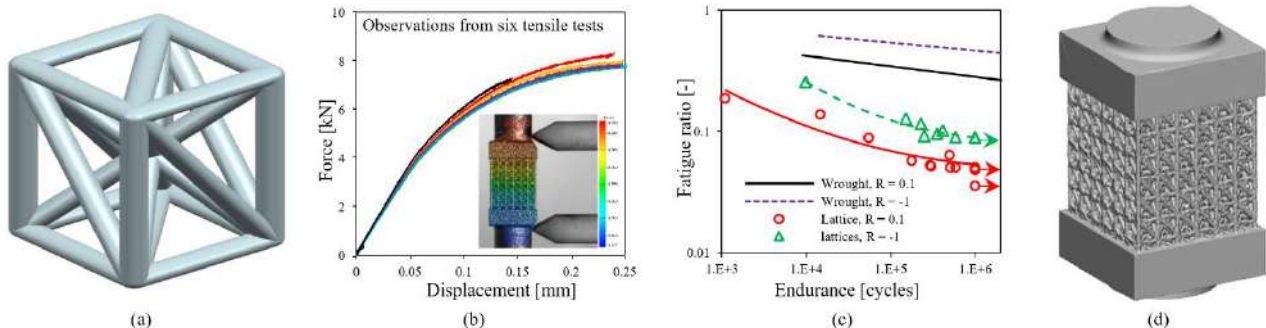 Observations from six tensile tests
10
8
6
4
2
0
Force [kN]
0
0.05
0.1
0.15
0.2
0.25
Displacement [mm]
1
0.1
0.01
Fatigue ratio [-]
Wrought, R = 0.1
Wrought, R = -1
Lattice, R = 0.1
lattices, R = -1
1.E+3
1.E+4
1.E+5
1.E+6
Endurance [cycles]
(a)
(b)
(c)
(d)